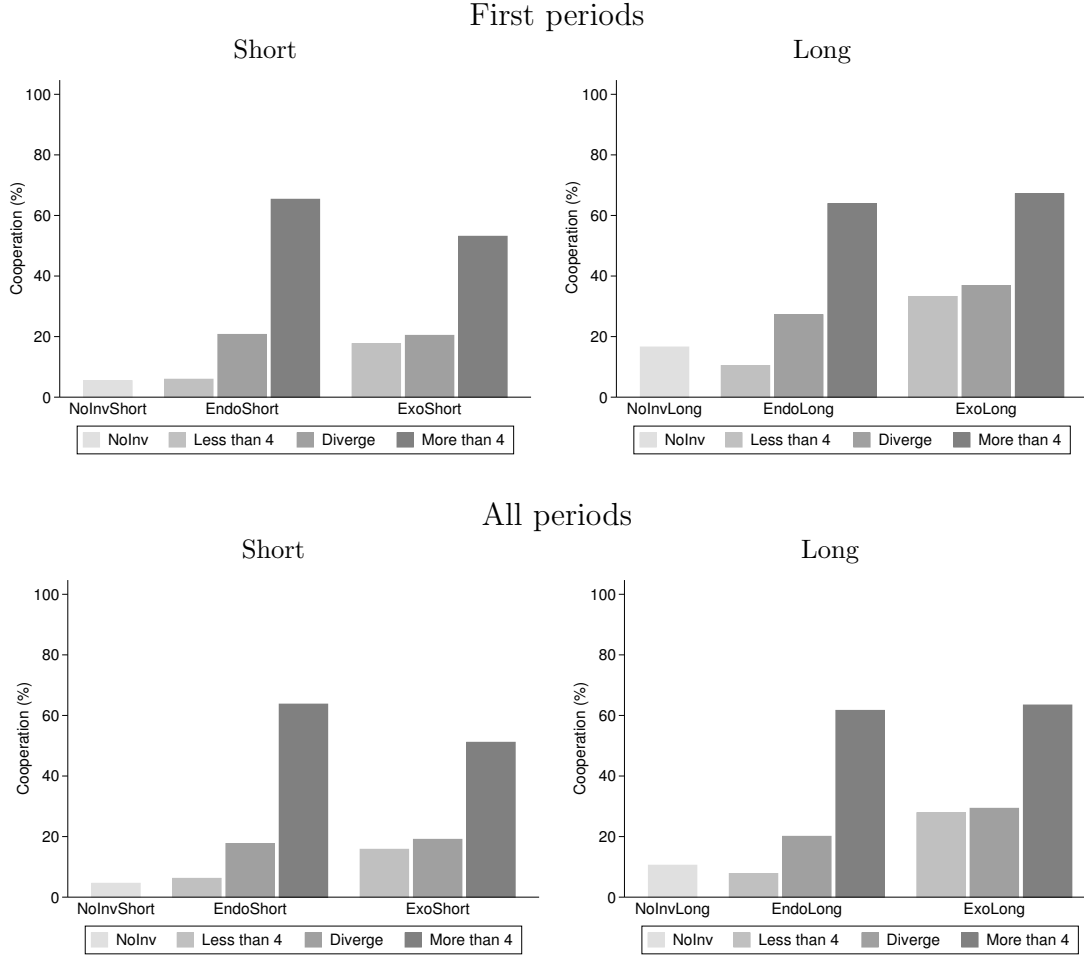 First periods
Short
Long
100
80
60
40
20
0
Cooperation (%)
NoInvShort EndoShort ExoShort
NoInv Less than 4 Diverge More than 4
100
80
60
40
20
0
Cooperation (%)
NoInvLong EndoLong ExoLong
NoInv Less than 4 Diverge More than 4
All periods
Short
Long
100
80
60
40
20
0
Cooperation (%)
NoInvShort EndoShort ExoShort
NoInv Less than 4 Diverge More than 4
100
80
60
40
20
0
Cooperation (%)
NoInvLong EndoLong ExoLong
NoInv Less than 4 Diverge More than 4